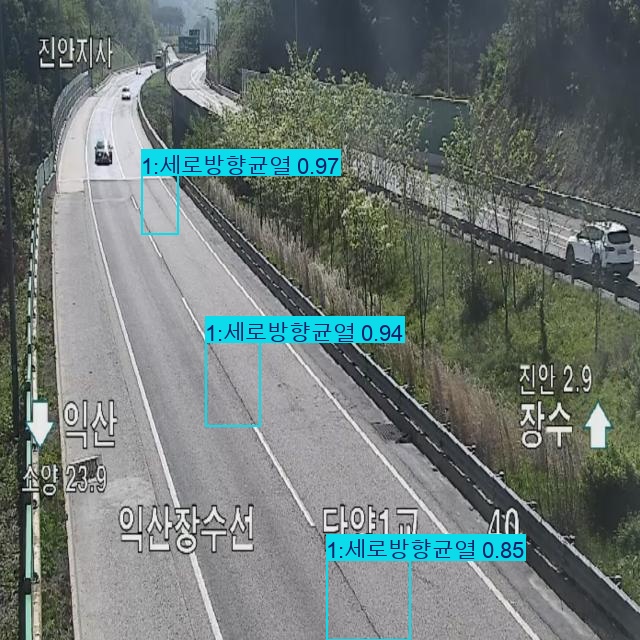 진안지사
1:세로방향균열 0.97
1:세로방향균열 0.94
진안 2.9
익산
장수
소양 23.9
익산장수선
단양1교
40
1:세로방향균열 0.85